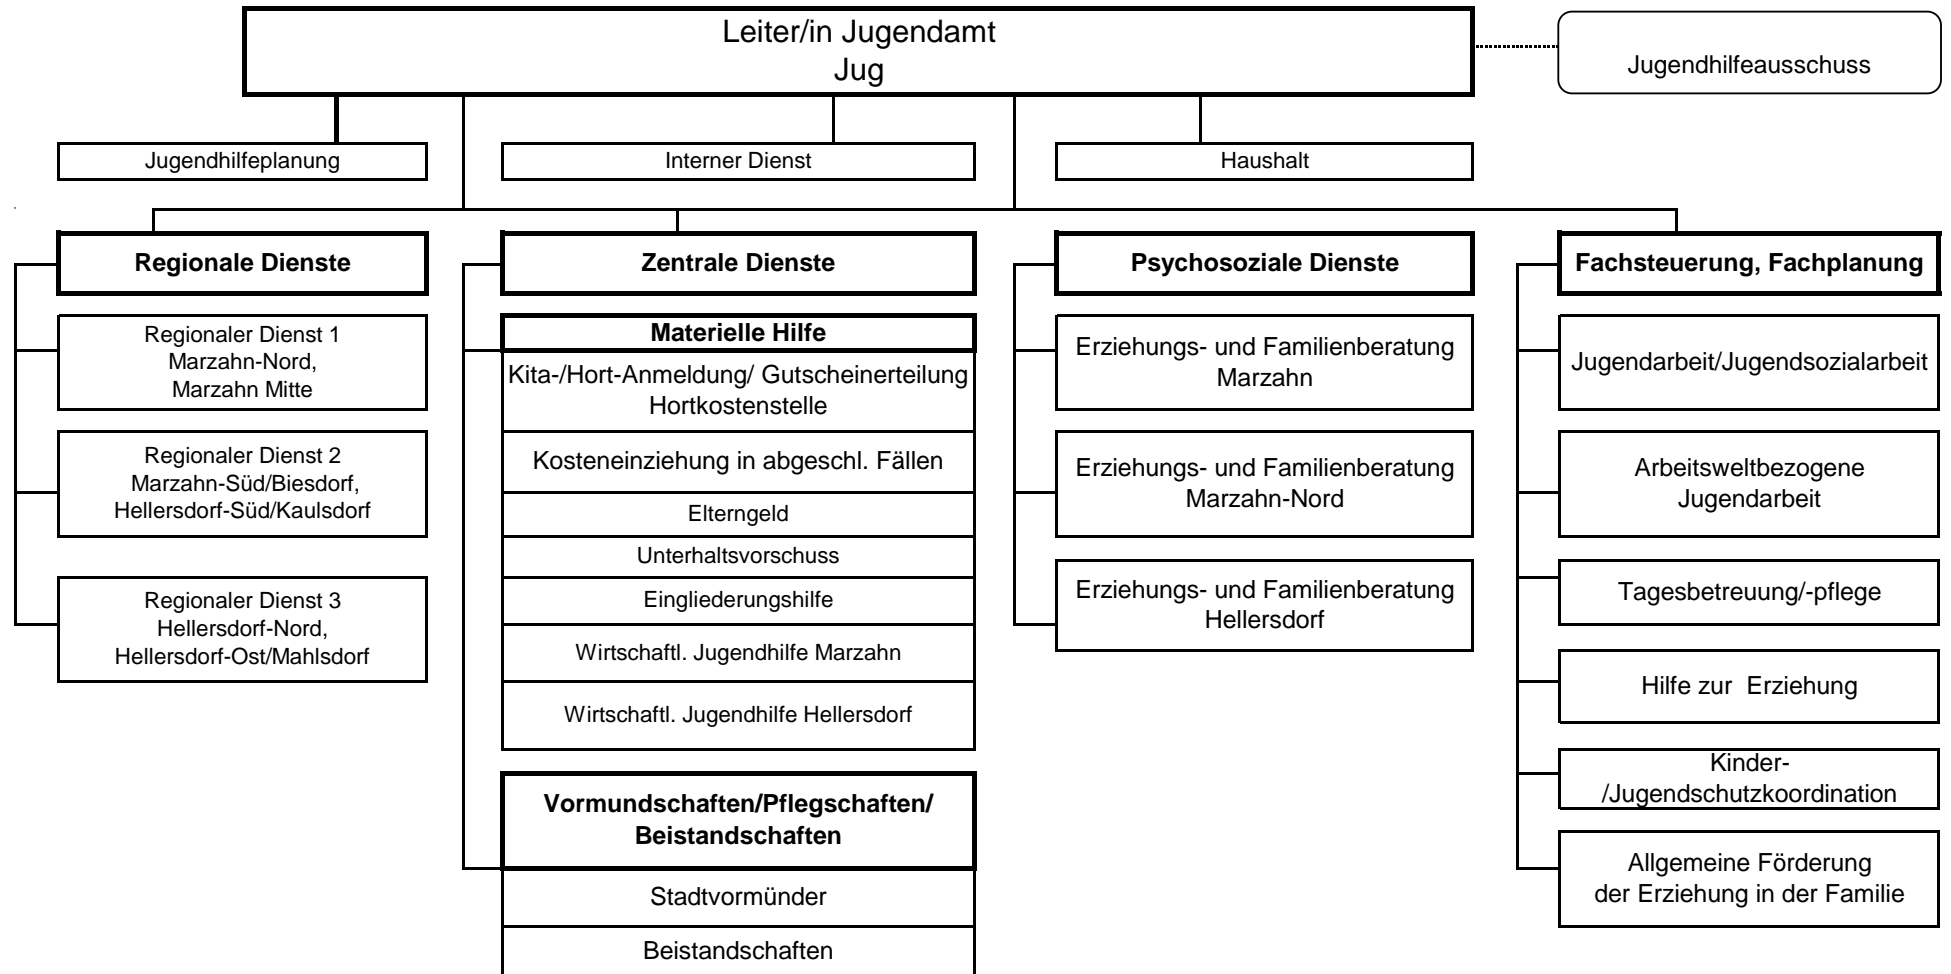 Leiter/in Jugendamt
Jug
Jugendhilfeausschuss
Jugendhilfeplanung
Interner Dienst
Haushalt
Regionale Dienste
Regionaler Dienst 1
Marzahn-Nord,
Marzahn Mitte
Regionaler Dienst 2
Marzahn-Süd/Biesdorf,
Hellersdorf-Süd/Kaulsdorf
Regionaler Dienst 3
Hellersdorf-Nord,
Hellersdorf-Ost/Mahlsdorf
Zentrale Dienste
Materielle Hilfe
Kita-/Hort-Anmeldung/ Gutscheinerteilung
Hortkostenstelle
Kosteneinziehung in abgeschl. Fällen
Elterngeld
Unterhaltsvorschuss
Eingliederungshilfe
Wirtschaftl. Jugendhilfe Marzahn
Wirtschaftl. Jugendhilfe Hellersdorf
Vormundschaften/Pflegschaften/
Beistandschaften
Stadtvormünder
Beistandschaften
Psychosoziale Dienste
Erziehungs- und Familienberatung
Marzahn
Erziehungs- und Familienberatung
Marzahn-Nord
Erziehungs- und Familienberatung
Hellersdorf
Fachsteuerung, Fachplanung
Jugendarbeit/Jugendsozialarbeit
Arbeitsweltbezogene
Jugendarbeit
Tagesbetreuung/-pflege
Hilfe zur  Erziehung
Kinder-
/Jugendschutzkoordination
Allgemeine Förderung
der Erziehung in der Familie